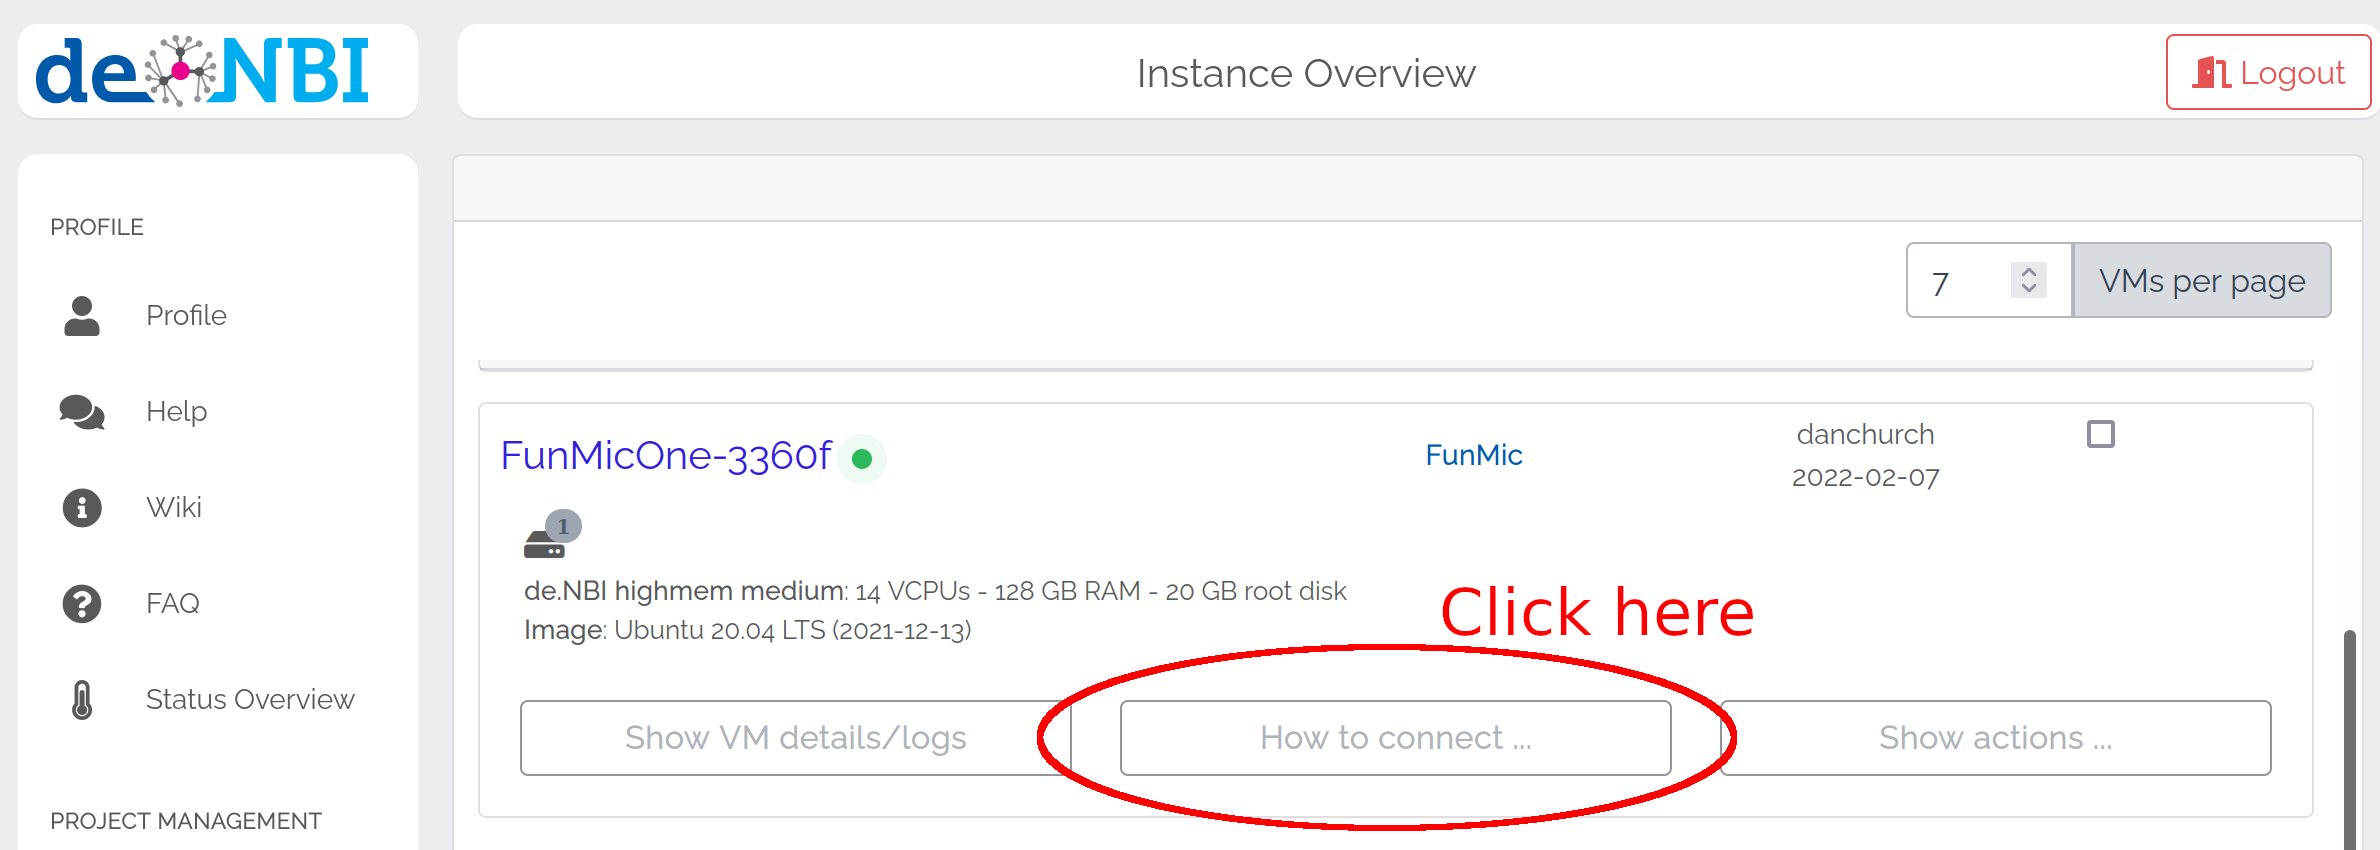 de NBI
Instance Overview
Logout
PROFILE
Profile
Help
Wiki
FAQ
Status Overview
PROJECT MANAGEMENT
7
VMs per page
FunMicOne-3360f
FunMic
danchurch
2022-02-07
1
de.NBI highmem medium: 14 VCPUs - 128 GB RAM - 20 GB root disk
Image: Ubuntu 20.04 LTS (2021-12-13)
Click here
Show VM details/logs
How to connect ...
Show actions ...